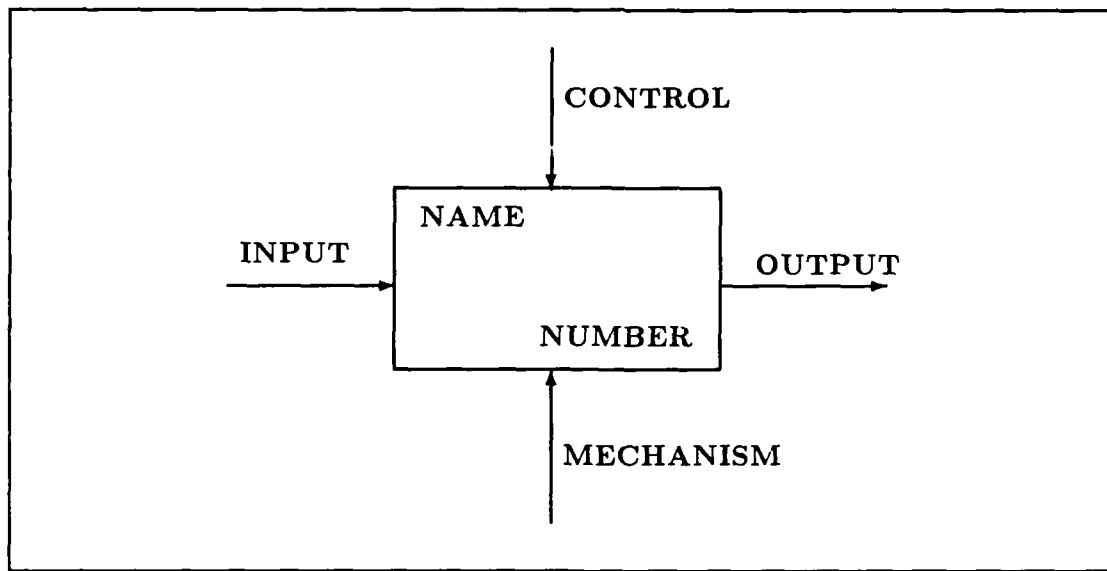 CONTROL
NAME
INPUT
OUTPUT
NUMBER
MECHANISM